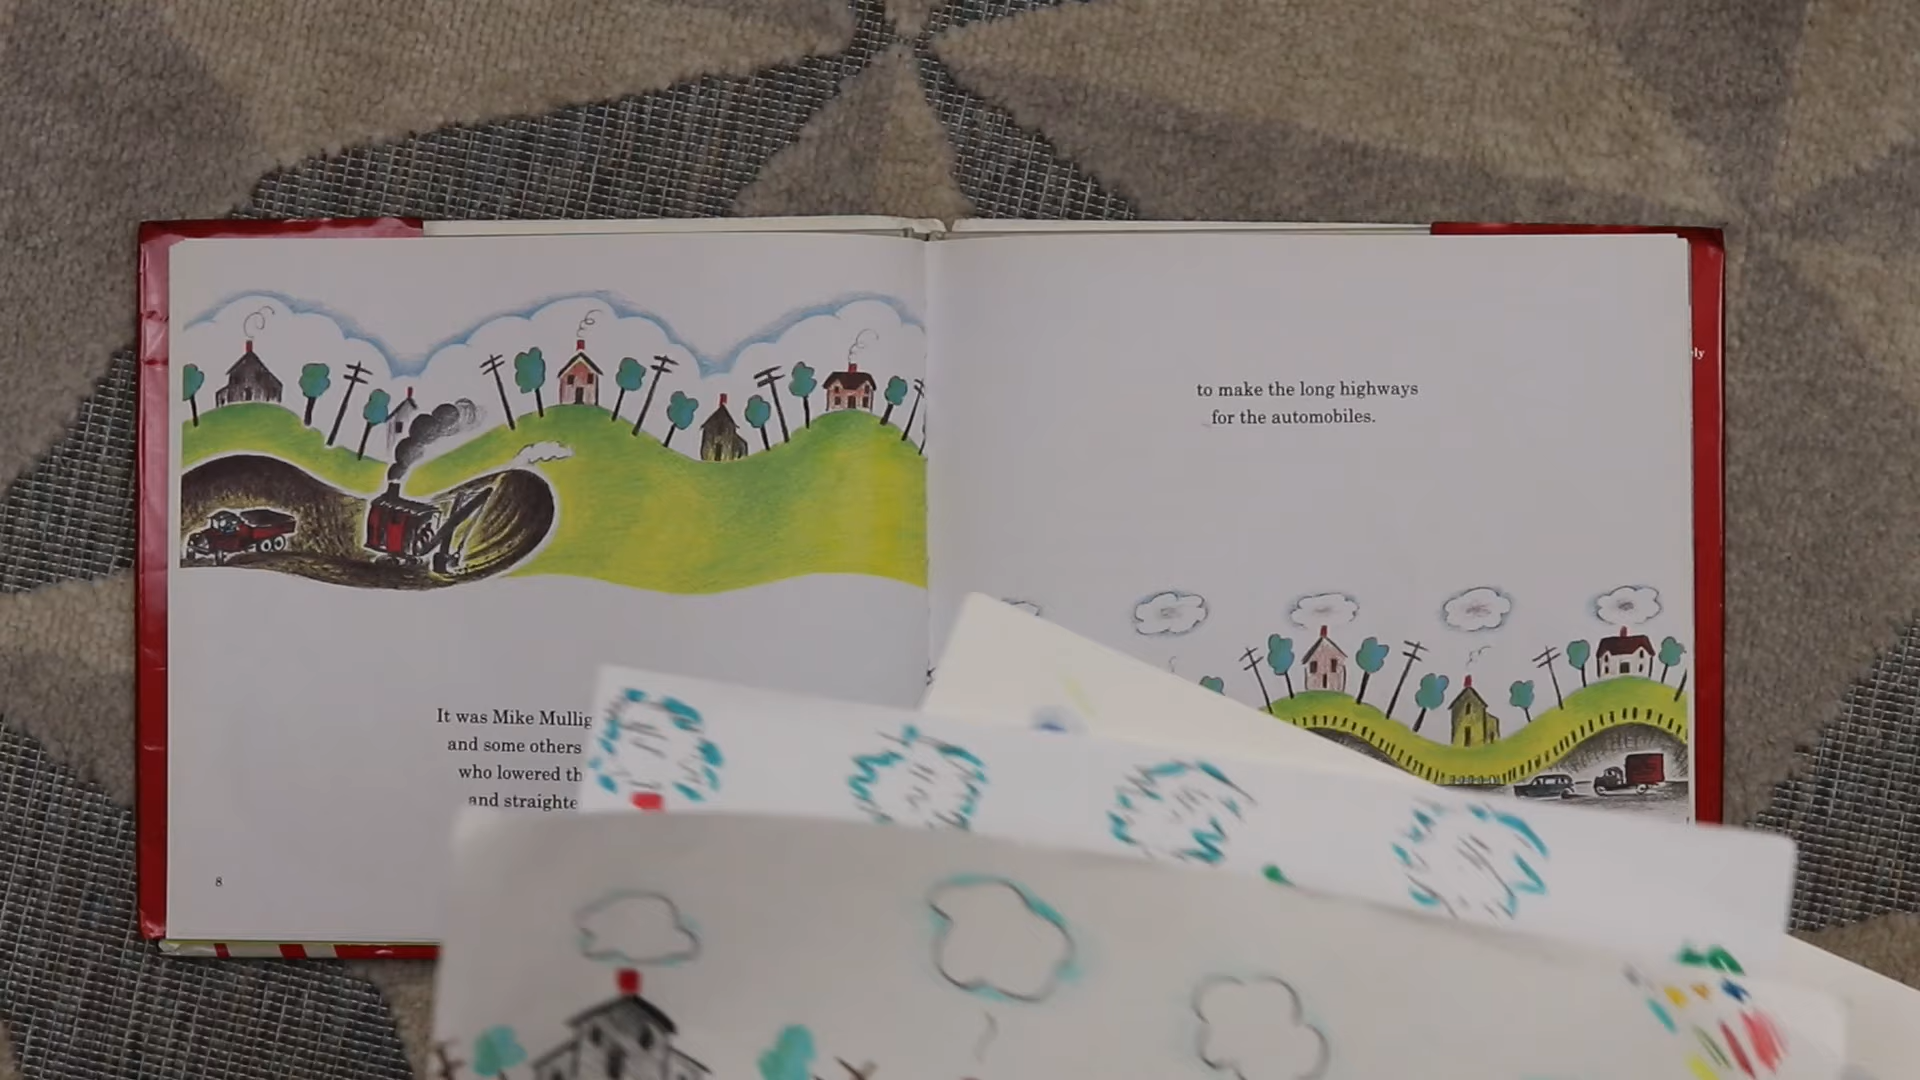 It was Mike Mullig
and some others
who lowered th
and straighte
8
to make the long highways
for the automobiles.
ly